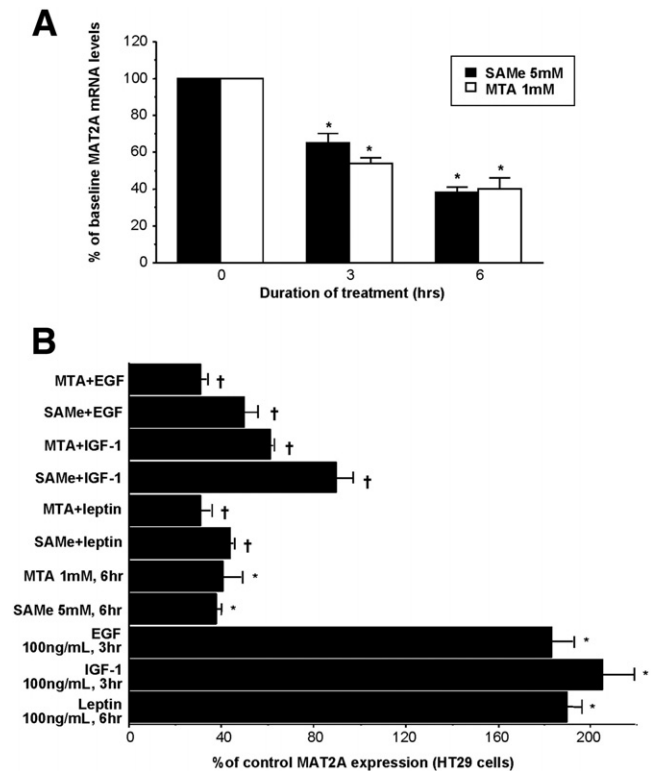 A
120
100
80
60
40
20
0
% of baseline MAT2A mRNA levels
SAMe 5mM
MTA 1mM
* *
* *
0 3 6
Duration of treatment (hrs)
B
MTA+EGF †
SAMe+EGF †
MTA+IGF-1 †
SAMe+IGF-1 †
MTA+leptin †
SAMe+leptin †
MTA 1mM, 6hr *
SAMe 5mM, 6hr *
EGF
100ng/mL, 3hr *
IGF-1
100ng/mL, 3hr *
Leptin
100ng/mL, 6hr *
0 40 80 120 160 200
%of control MAT2A expression (HT29 cells)